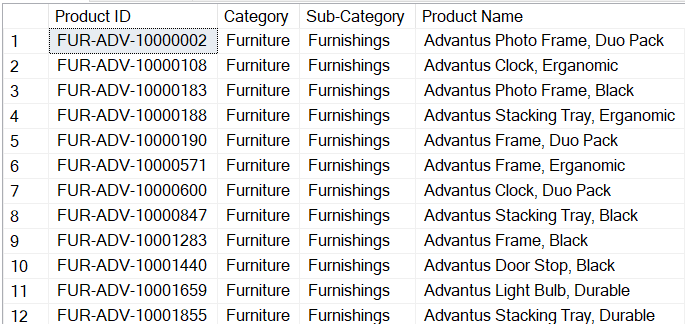 Product ID Category Sub-Category Product Name
1 FUR-ADV-10000002 Furniture Furnishings Advantus Photo Frame, Duo Pack
2 FUR-ADV-10000108 Furniture Furnishings Advantus Clock, Erganomic
3 FUR-ADV-10000183 Furniture Furnishings Advantus Photo Frame, Black
4 FUR-ADV-10000188 Furniture Furnishings Advantus Stacking Tray, Erganomic
5 FUR-ADV-10000190 Furniture Furnishings Advantus Frame, Duo Pack
6 FUR-ADV-10000571 Furniture Furnishings Advantus Frame, Erganomic
7 FUR-ADV-10000600 Furniture Furnishings Advantus Clock, Duo Pack
8 FUR-ADV-10000847 Furniture Furnishings Advantus Stacking Tray, Black
9 FUR-ADV-10001283 Furniture Furnishings Advantus Frame, Black
10 FUR-ADV-10001440 Furniture Furnishings Advantus Door Stop, Black
11 FUR-ADV-10001659 Furniture Furnishings Advantus Light Bulb, Durable
12 FUR-ADV-10001855 Furniture Furnishings Advantus Stacking Tray, Durable